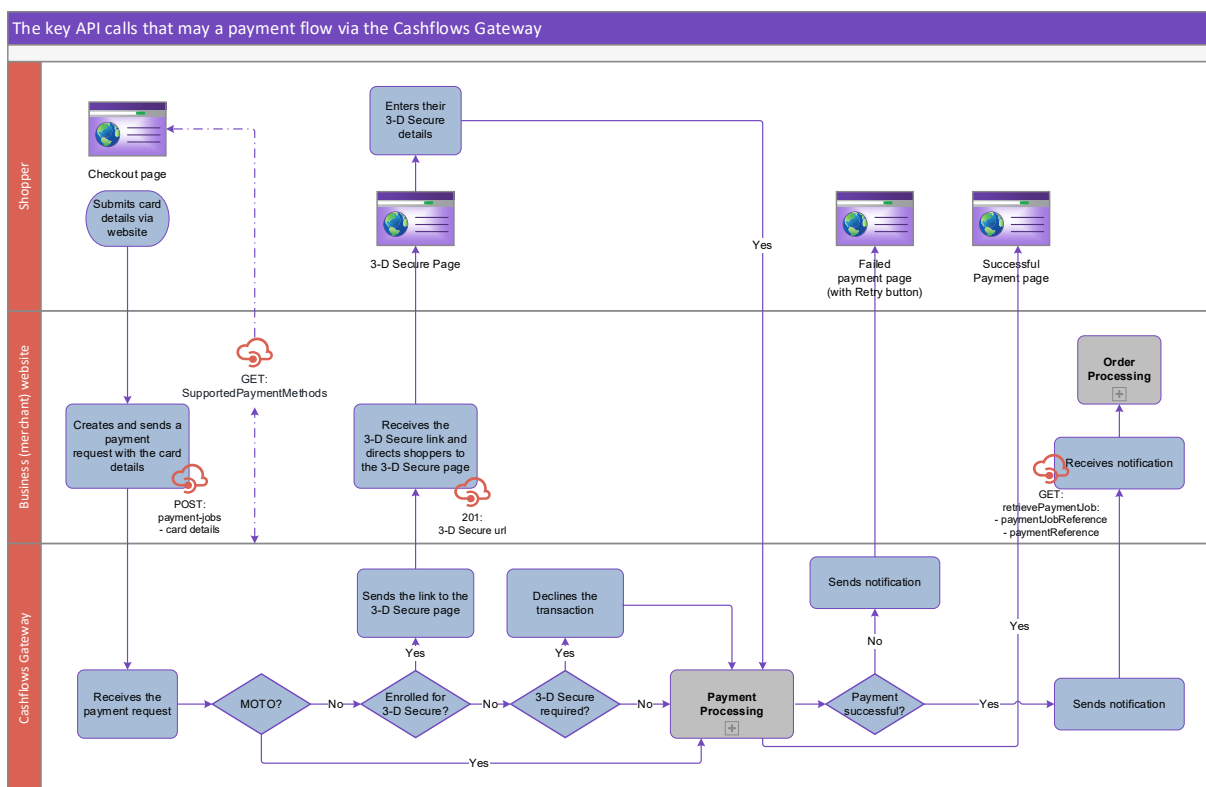 The key API calls that may a payment flow via the Cashflows Gateway
Shopper
Checkout page
Submits card
details via
website
Enters their
3-D Secure
details
3-D Secure Page
Yes
Failed
payment page
(with Retry button)
Successful
Payment page
Business (merchant) website
GET:
SupportedPaymentMethods
Creates and sends a
payment
request with the card
details
POST:
payment-jobs
- card details
Receives the
3-D Secure link and
directs shoppers to
the 3-D Secure page
201:
3-D Secure url
Order
Processing
Receives notification
GET:
retrievePaymentJob:
- paymentJobReference
- paymentReference
Cashflows Gateway
Sends the link to the
3-D Secure page
Declines the
transaction
Sends notification
Yes
Yes
No
Yes
Receives the
payment request
MOTO?
No
Enrolled for
3-D Secure?
No
3-D Secure
required?
No
Payment
Processing
Payment
successful?
Yes
Sends notification
Yes